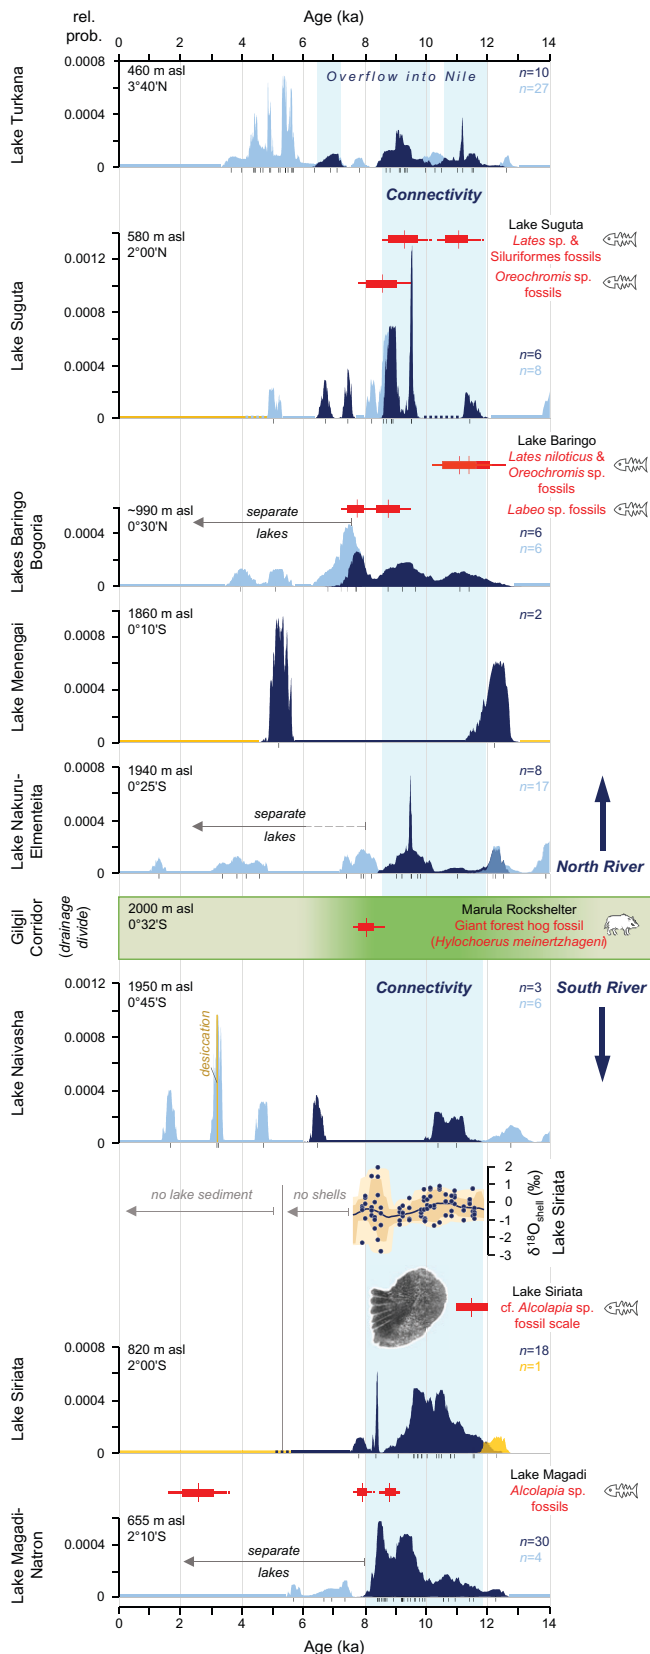 rel.
prob.
Age (ka)
0 2 4 6 8 10 12 14
Lake Turkana
0.0008
0.0004
0
460 m asl
3°40'N
Overflow into Nile
n=10
n=27
Connectivity
Lake Suguta
0.0012
0.0008
0.0004
0
580 m asl
2°00'N
Lake Suguta
Lates sp. &
Siluriformes fossils
Oreochromis sp.
fossils
n=6
n=8
Lake Baringo
Lates niloticus &
Oreochromis sp.
fossils
Labeo sp. fossils
Lakes Baringo
Bogoria
0.0004
0
~990 m asl
0°30'N
separate
lakes
n=6
n=6
Lake Menengai
0.0008
0.0004
0
1860 m asl
0°10'S
n=2
Lake Nakuru-
Elmenteita
0.0008
0.0004
0
1940 m asl
0°25'S
separate
lakes
n=8
n=17
North River
Gilgil
Corridor
(drainage
divide)
2000 m asl
0°32'S
Marula Rockshelter
Giant forest hog fossil
(Hylochoerus meinertzhageni)
Lake Naivasha
0.0012
0.0008
0.0004
0
1950 m asl
0°45'S
desiccation
Connectivity
n=3
n=6
South River
no lake sediment
no shells
2
1
0
-1
-2
-3
δ18Oshell (‰)
Lake Siriata
Lake Siriata
cf. Alcolapia sp.
fossil scale
Lake Siriata
0.0008
0.0004
0
820 m asl
2°00'S
n=18
n=1
Lake Magadi
Alcolapia sp.
fossils
Lake Magadi-
Natron
0.0004
0
655 m asl
2°10'S
separate
lakes
n=30
n=4
0 2 4 6 8 10 12 14
Age (ka)